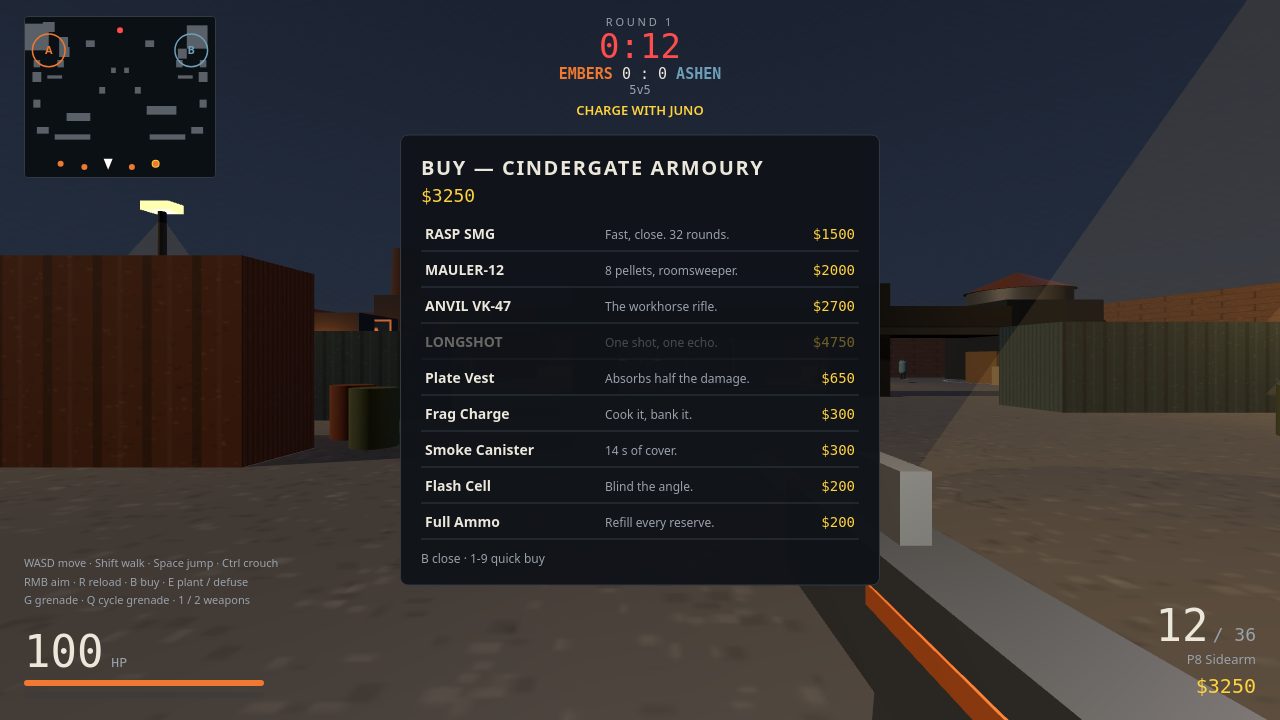 A
B
ROUND 1
0:12
EMBERS 0 : 0 ASHEN
5v5
CHARGE WITH JUNO
BUY — CINDERGATE ARMOURY
$3250
RASP SMG Fast, close. 32 rounds. $1500
MAULER-12 8 pellets, roomsweeper. $2000
ANVIL VK-47 The workhorse rifle. $2700
LONGSHOT One shot, one echo. $4750
Plate Vest Absorbs half the damage. $650
Frag Charge Cook it, bank it. $300
Smoke Canister 14 s of cover. $300
Flash Cell Blind the angle. $200
Full Ammo Refill every reserve. $200
B close · 1-9 quick buy
WASD move · Shift walk · Space jump · Ctrl crouch
RMB aim · R reload · B buy · E plant / defuse
G grenade · Q cycle grenade · 1 / 2 weapons
100 HP
12 / 36
P8 Sidearm
$3250